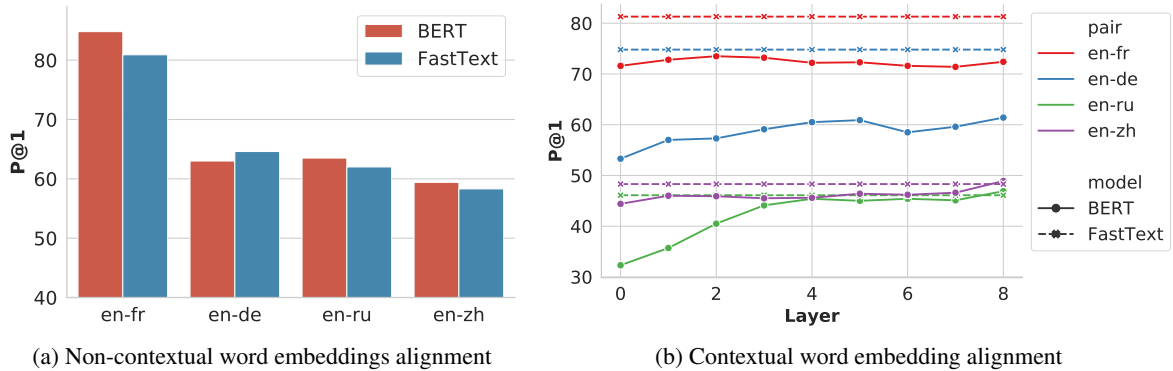 P@1
80
70
60
50
40
en-fr
en-de
en-ru
en-zh
BERT
FastText
(a) Non-contextual word embeddings alignment
P@1
80
70
60
50
40
30
0
2
4
6
8
Layer
pair
en-fr
en-de
en-ru
en-zh
model
BERT
FastText
(b) Contextual word embedding alignment